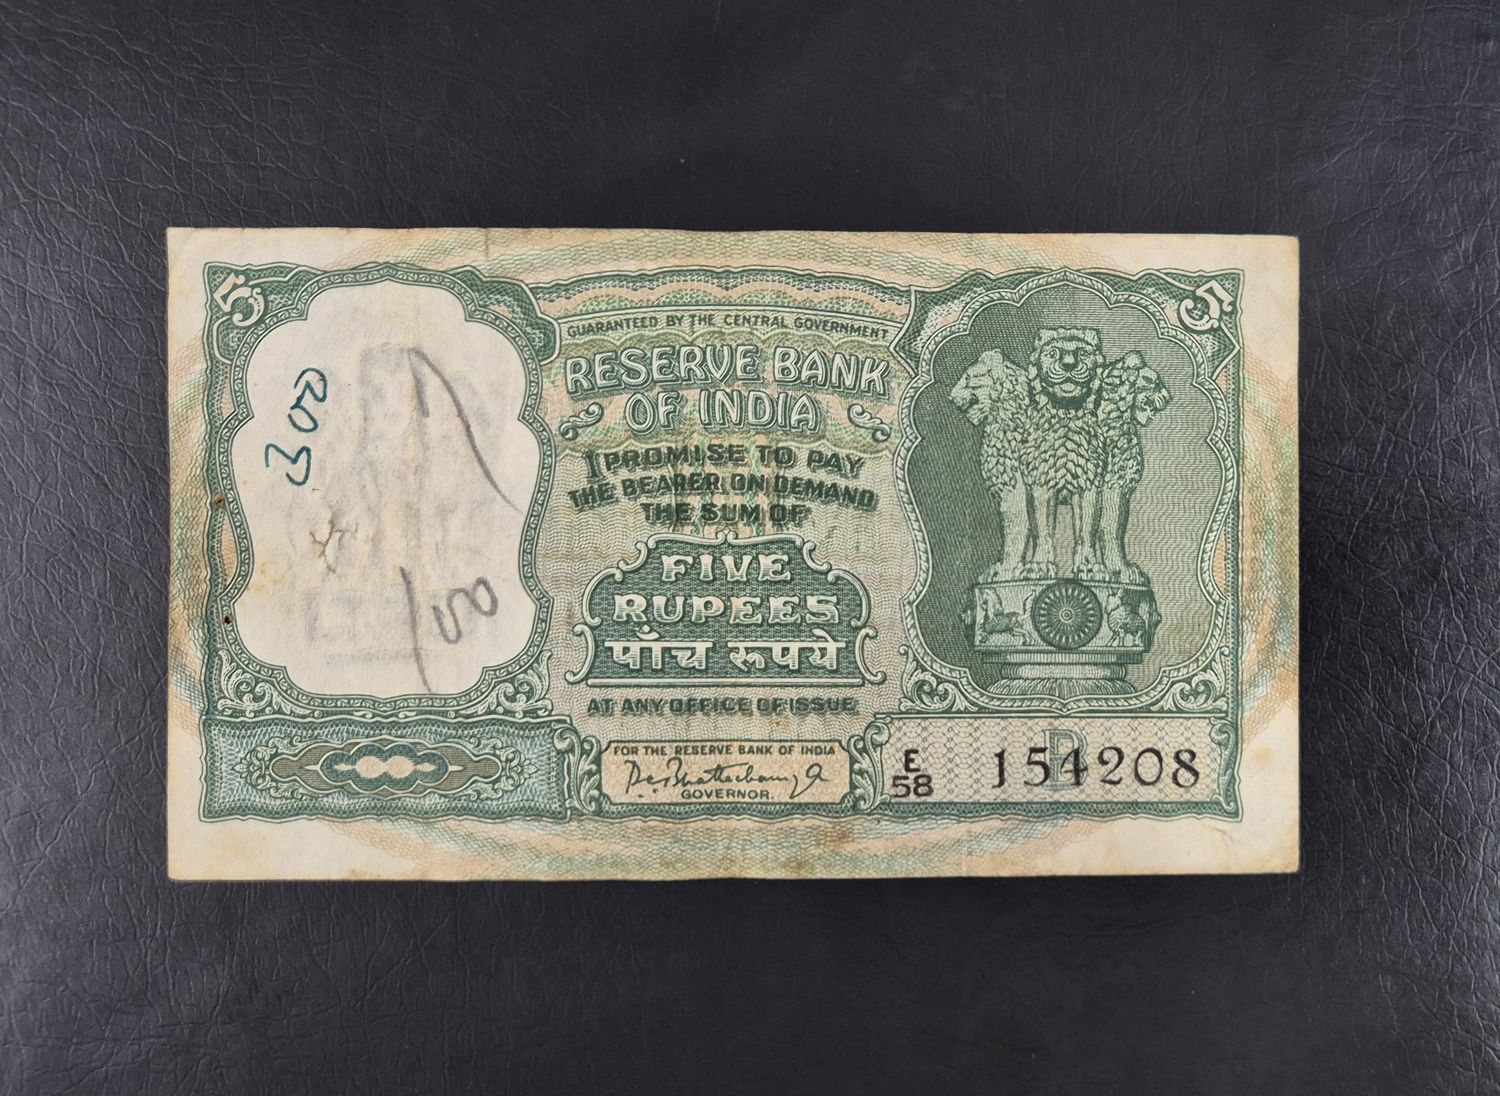 5
5
300
GUARANTEED BY THE CENTRAL GOVERNMENT
RESERVE BANK
OF INDIA
I PROMISE TO PAY
THE BEARER ON DEMAND
THE SUM OF
FIVE
RUPEES
पाँच रूपये
AT ANY OFFICE OF ISSUE
FOR THE RESERVE BANK OF INDIA
GOVERNOR.
E
58 154208
B